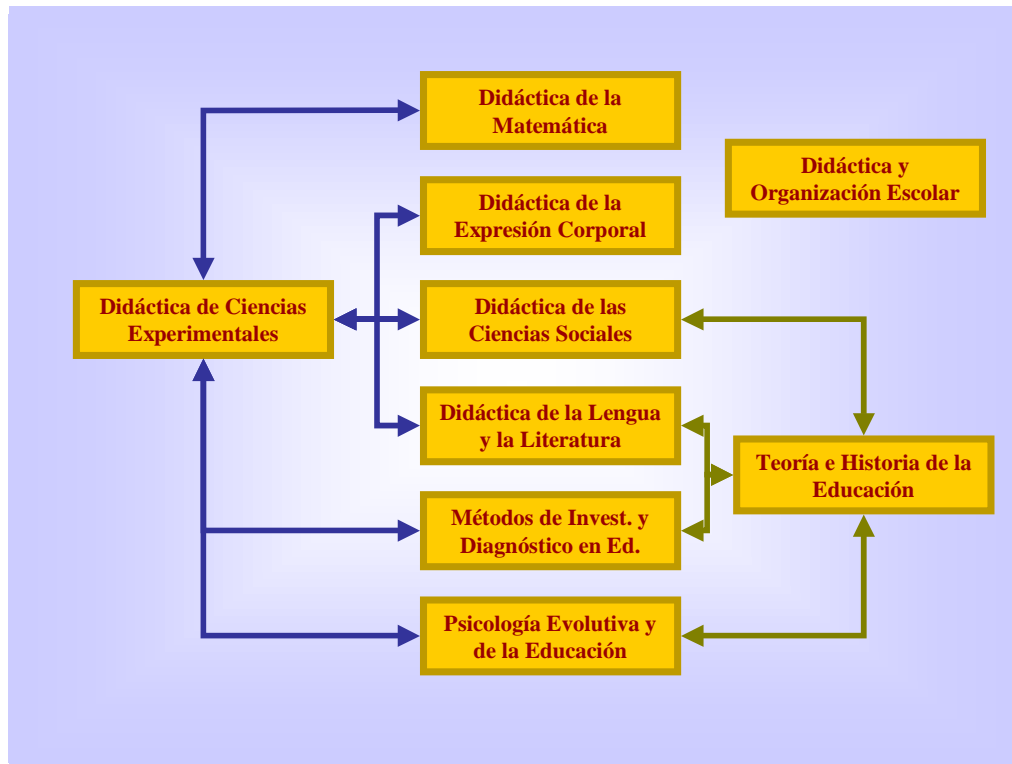 Didáctica de la
Matemática
Didáctica y
Organización Escolar
Didáctica de la
Expresión Corporal
Didáctica de Ciencias
Experimentales
Didáctica de las
Ciencias Sociales
Didáctica de la Lengua
y la Literatura
Teoría e Historia de la
Educación
Métodos de Invest. y
Diagnóstico en Ed.
Psicología Evolutiva y
de la Educación